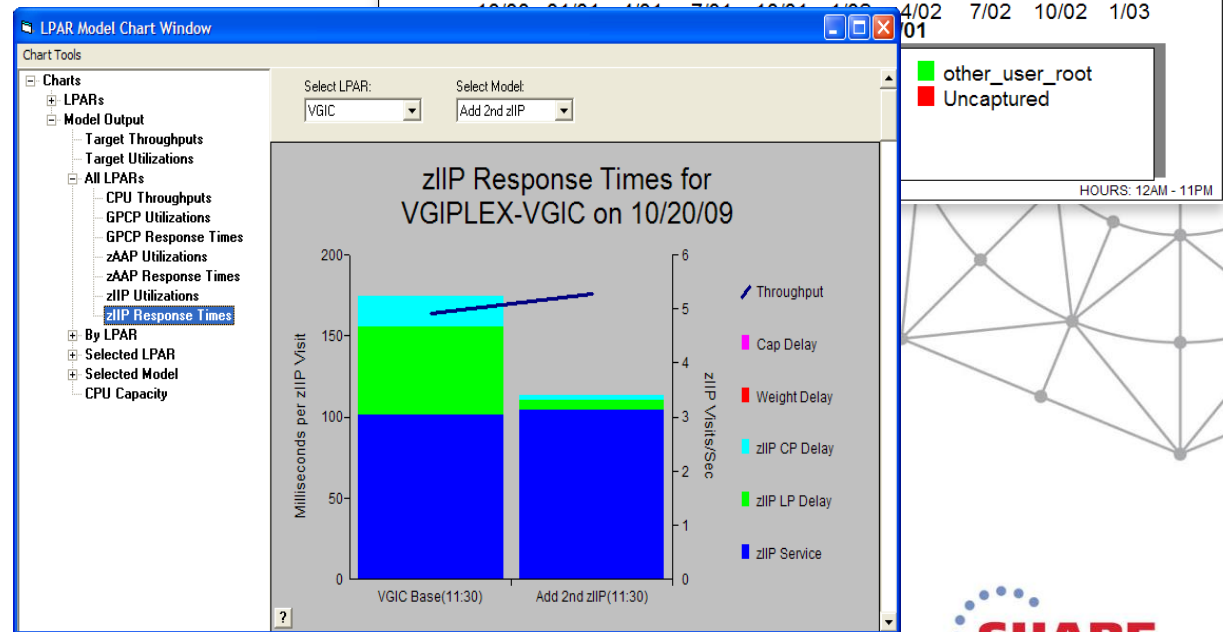 4/02 7/02 10/02 1/03
LPAR Model Chart Window
/01
Chart Tools
other_user_root
Uncaptured
HOURS: 12AM - 11PM
Charts
LPARs
Model Output
Target Throughputs
Target Utilizations
All LPARs
CPU Throughputs
GPCP Utilizations
GPCP Response Times
zAAP Utilizations
zAAP Response Times
zIIP Utilizations
zIIP Response Times
By LPAR
Selected LPAR
Selected Model
CPU Capacity
Select LPAR: Select Model:
VGIC Add 2nd zIIP
zIIP Response Times for
VGIPLEX-VGIC on 10/20/09
200
150
100
50
0
Milliseconds per zIIP Visit
6
5
4
3
2
1
0
zIIP Visits/Sec
Throughput
Cap Delay
Weight Delay
zIIP CP Delay
zIIP LP Delay
zIIP Service
VGIC Base(11:30) Add 2nd zIIP(11:30)
?
SHARE